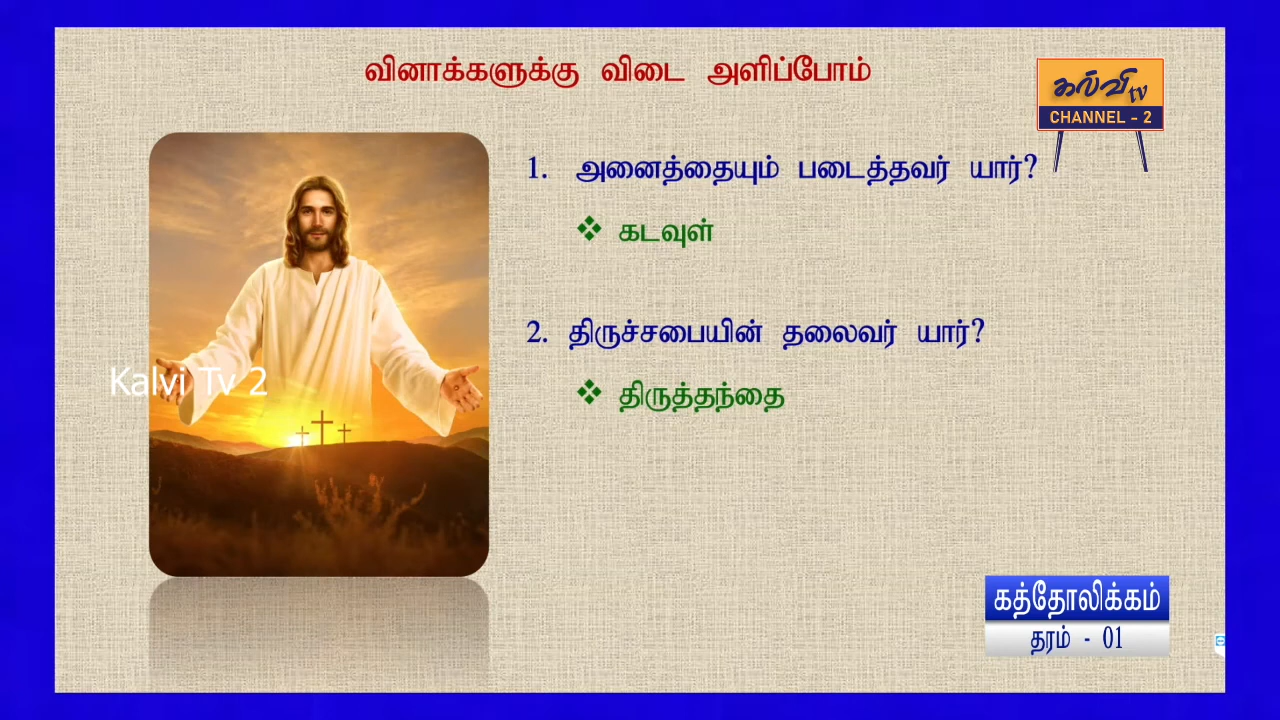 வினாக்களுக்கு விடை அளிப்போம்
கல்வி tv
CHANNEL - 2
1. அனைத்தையும் படைத்தவர் யார்?
❖ கடவுள்
2. திருச்சபையின் தலைவர் யார்?
❖ திருத்தந்தை
Kalvi Tv 2
கத்தோலிக்கம்
தரம் - 01